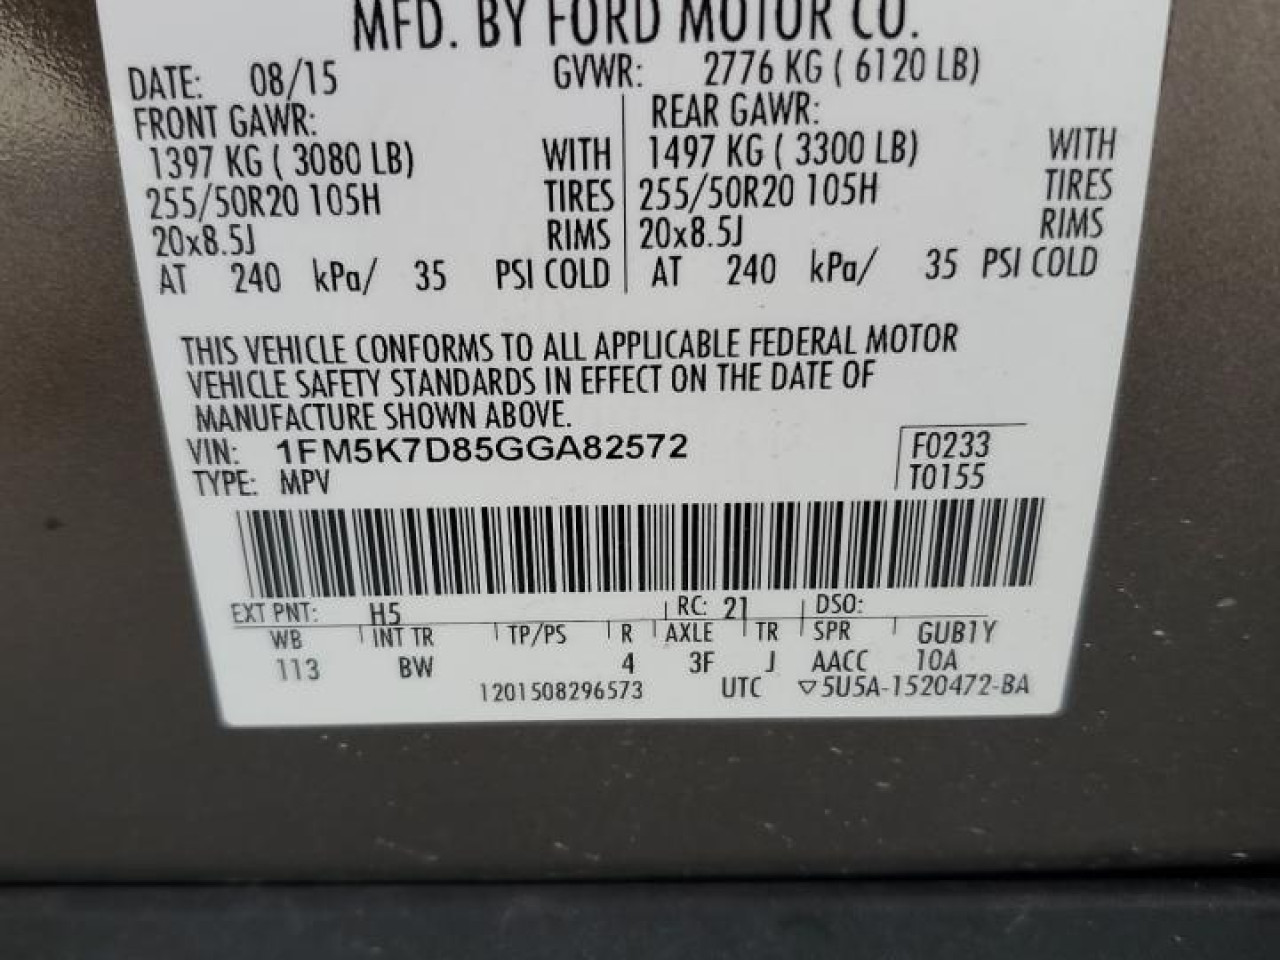 MFD. BY FORD MOTOR CO.
DATE: 08/15 GVWR: 2776 KG ( 6120 LB)
FRONT GAWR: REAR GAWR:
1397 KG ( 3080 LB) WITH 1497 KG ( 3300 LB) WITH
255/50R20 105H TIRES 255/50R20 105H TIRES
20x8.5J RIMS 20x8.5J RIMS
AT 240 kPa/ 35 PSI COLD AT 240 kPa/ 35 PSI COLD
THIS VEHICLE CONFORMS TO ALL APPLICABLE FEDERAL MOTOR
VEHICLE SAFETY STANDARDS IN EFFECT ON THE DATE OF
MANUFACTURE SHOWN ABOVE.
VIN: 1FM5K7D85GGA82572 F0233
TYPE: MPV T0155
EXT PNT: H5 RC: 21 DSO:
WB INT TR TP/PS R AXLE TR SPR GUB1Y
113 BW 4 3F J AACC 10A
1201508296573 UTC ▽5U5A-1520472-BA